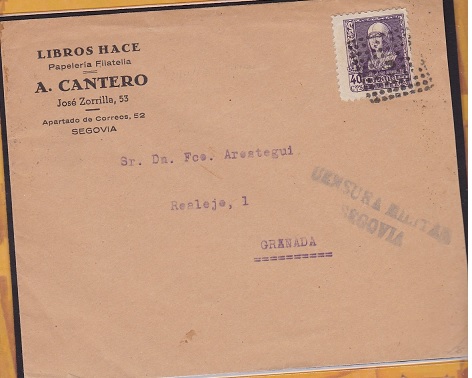 LIBROS HACE
Papelería Filatelia
A. CANTERO
José Zorrilla, 53
Apartado de Correos, 52
SEGOVIA
40
Sr. Dn. Fco. Arostegui
Realejo, 1
GRANADA
CENSURA MILITAR
SEGOVIA